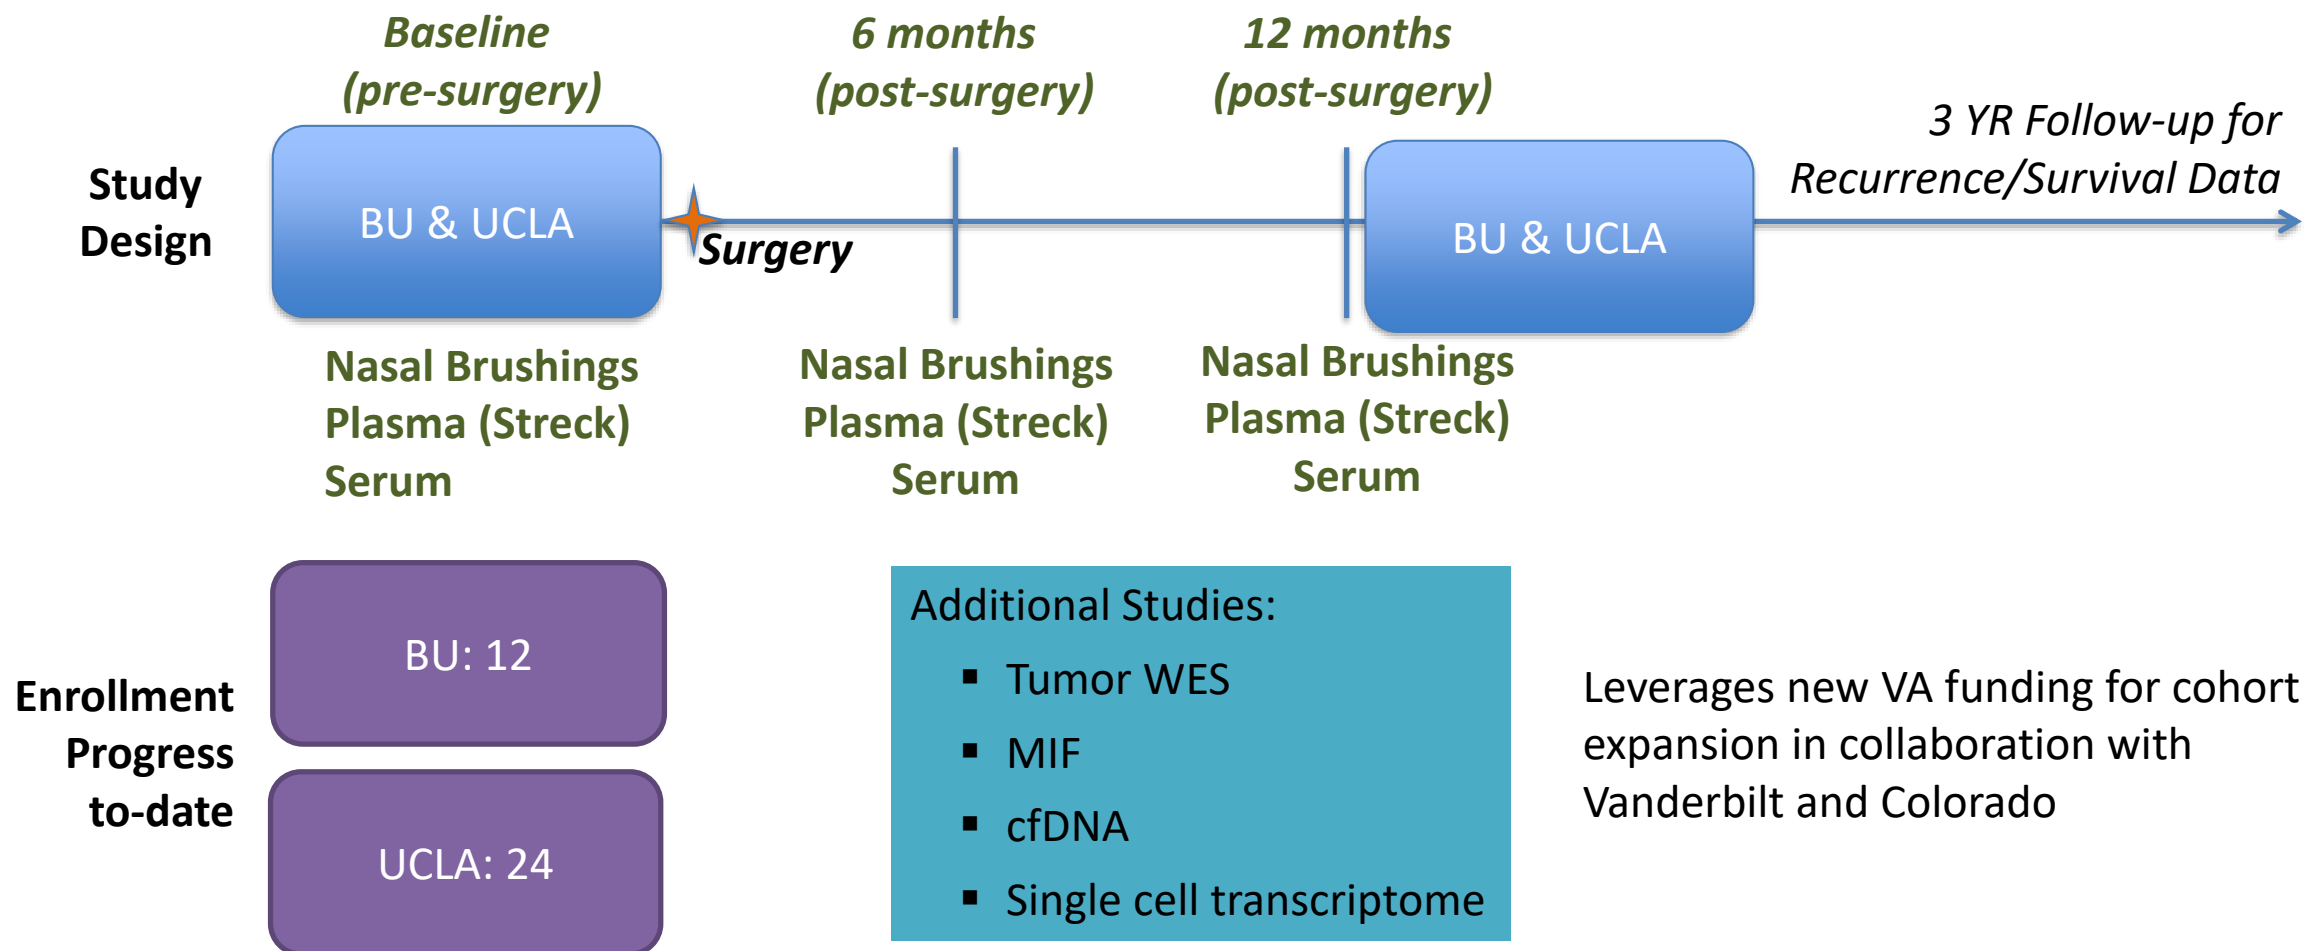 Baseline
(pre-surgery)
6 months
(post-surgery)
12 months
(post-surgery)
3 YR Follow-up for
Recurrence/Survival Data
Study
Design
BU & UCLA
Surgery
BU & UCLA
Nasal Brushings
Plasma (Streck)
Serum
Nasal Brushings
Plasma (Streck)
Serum
Nasal Brushings
Plasma (Streck)
Serum
Enrollment
Progress
to-date
BU: 12
UCLA: 24
Additional Studies:
▪ Tumor WES
▪ MIF
▪ cfDNA
▪ Single cell transcriptome
Leverages new VA funding for cohort
expansion in collaboration with
Vanderbilt and Colorado